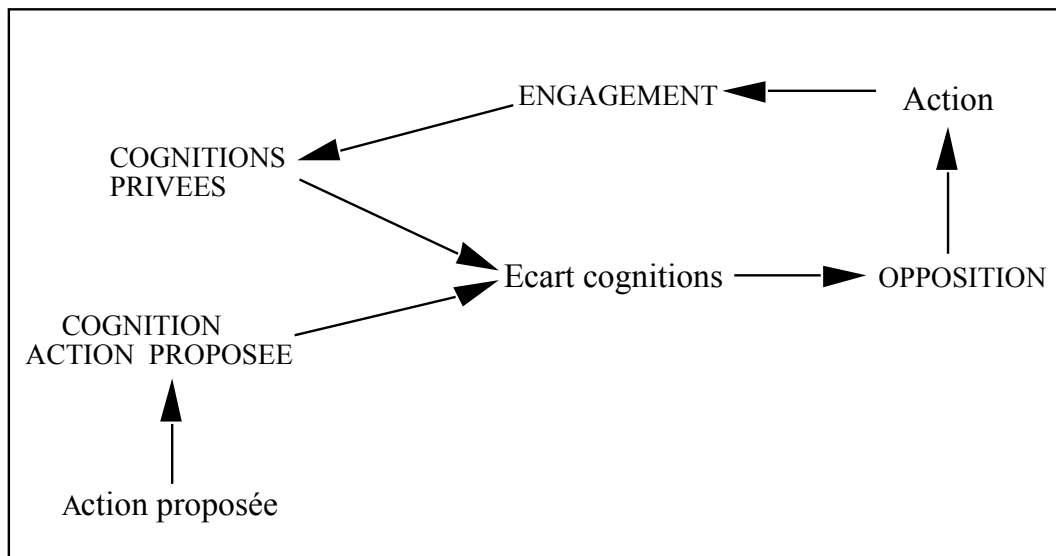 ENGAGEMENT
Action
COGNITIONS
PRIVEES
Ecart cognitions
OPPOSITION
COGNITION
ACTION PROPOSEE
Action proposée